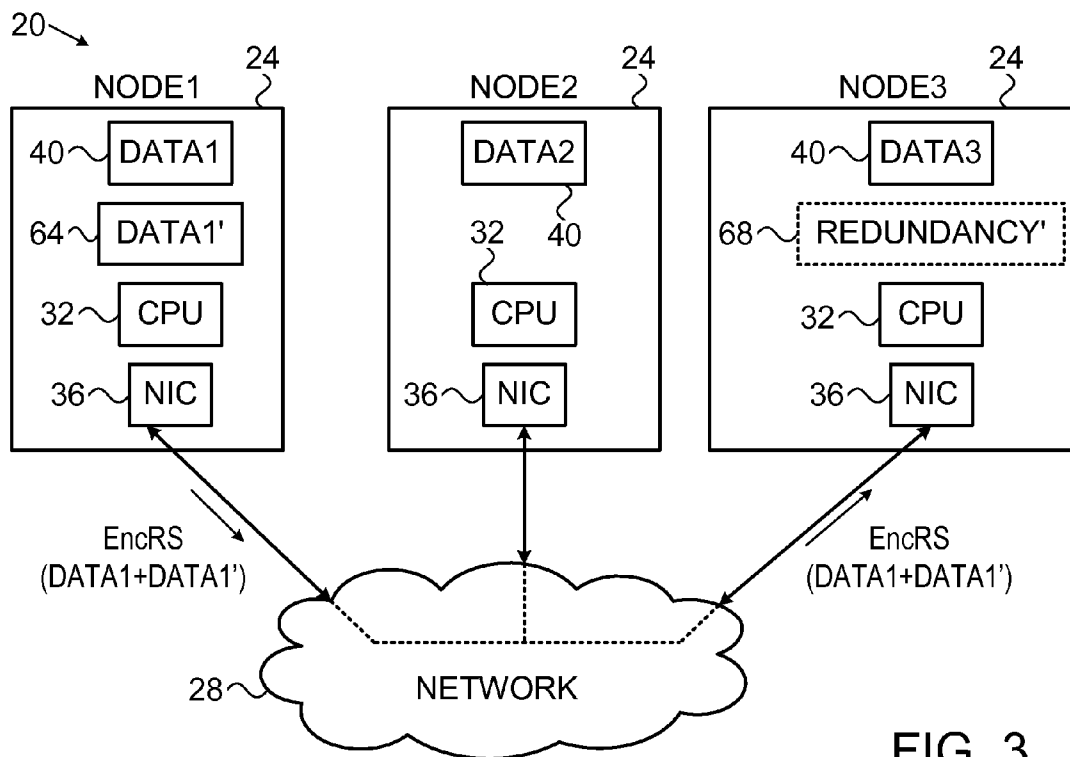 20
NODE1
24
NODE2
24
NODE3
24
40
DATA1
DATA2
40
40
DATA3
64
DATA1'
68
REDUNDANCY'
32
CPU
32
CPU
32
CPU
36
NIC
36
NIC
36
NIC
EncRS
(DATA1+DATA1')
EncRS
(DATA1+DATA1')
NETWORK
28
FIG. 3